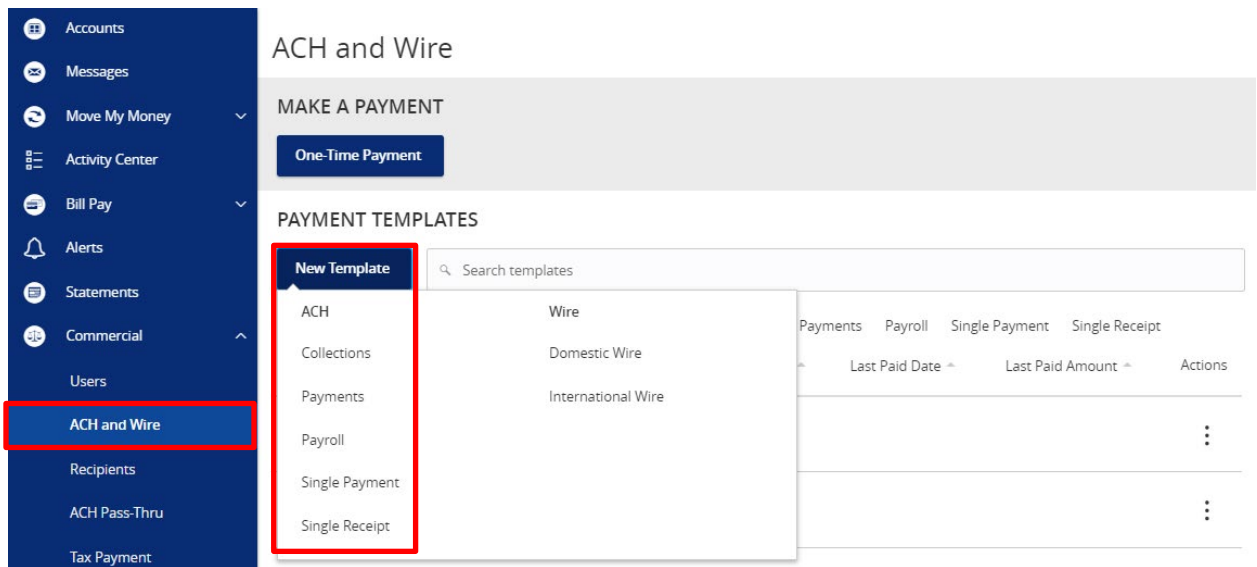 Accounts
Messages
Move My Money
Activity Center
Bill Pay
Alerts
Statements
Commercial
Users
ACH and Wire
Recipients
ACH Pass-Thru
Tax Payment
ACH and Wire
MAKE A PAYMENT
One-Time Payment
PAYMENT TEMPLATES
New Template
Search templates
ACH
Collections
Payments
Payroll
Single Payment
Single Receipt
Wire
Domestic Wire
International Wire
Payments Payroll Single Payment Single Receipt
Last Paid Date Last Paid Amount Actions